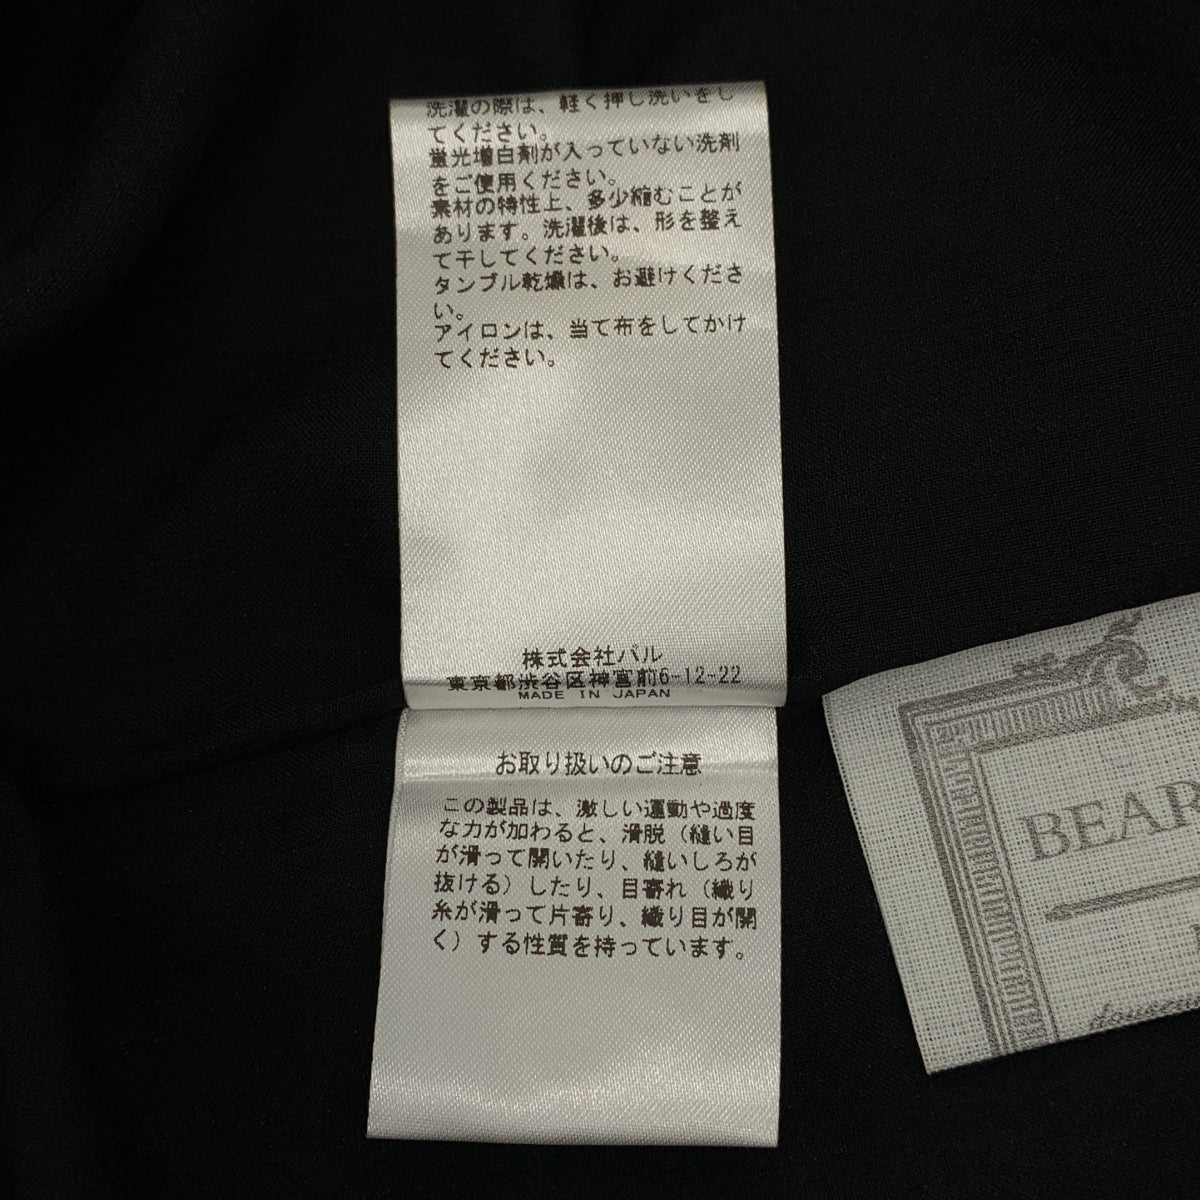 洗濯の際は、軽く押し洗いをし
てください。
蛍光増白剤が入っていない洗剤
をご使用ください。
素材の特性上、多少縮むことが
あります。洗濯後は、形を整え
て干してください。
タンブル乾燥は、お避けくださ
い。
アイロンは、当て布をしてかけ
てください。
株式会社パル
東京都渋谷区神宮前6-12-22
MADE IN JAPAN
お取り扱いのご注意
この製品は、激しい運動や過度
な力が加わると、滑脱（縫い目
が滑って開いたり、縫いしろが
抜ける）したり、目寄れ（織り
糸が滑って片寄り、織り目が開
く）する性質を持っています。
BEAR